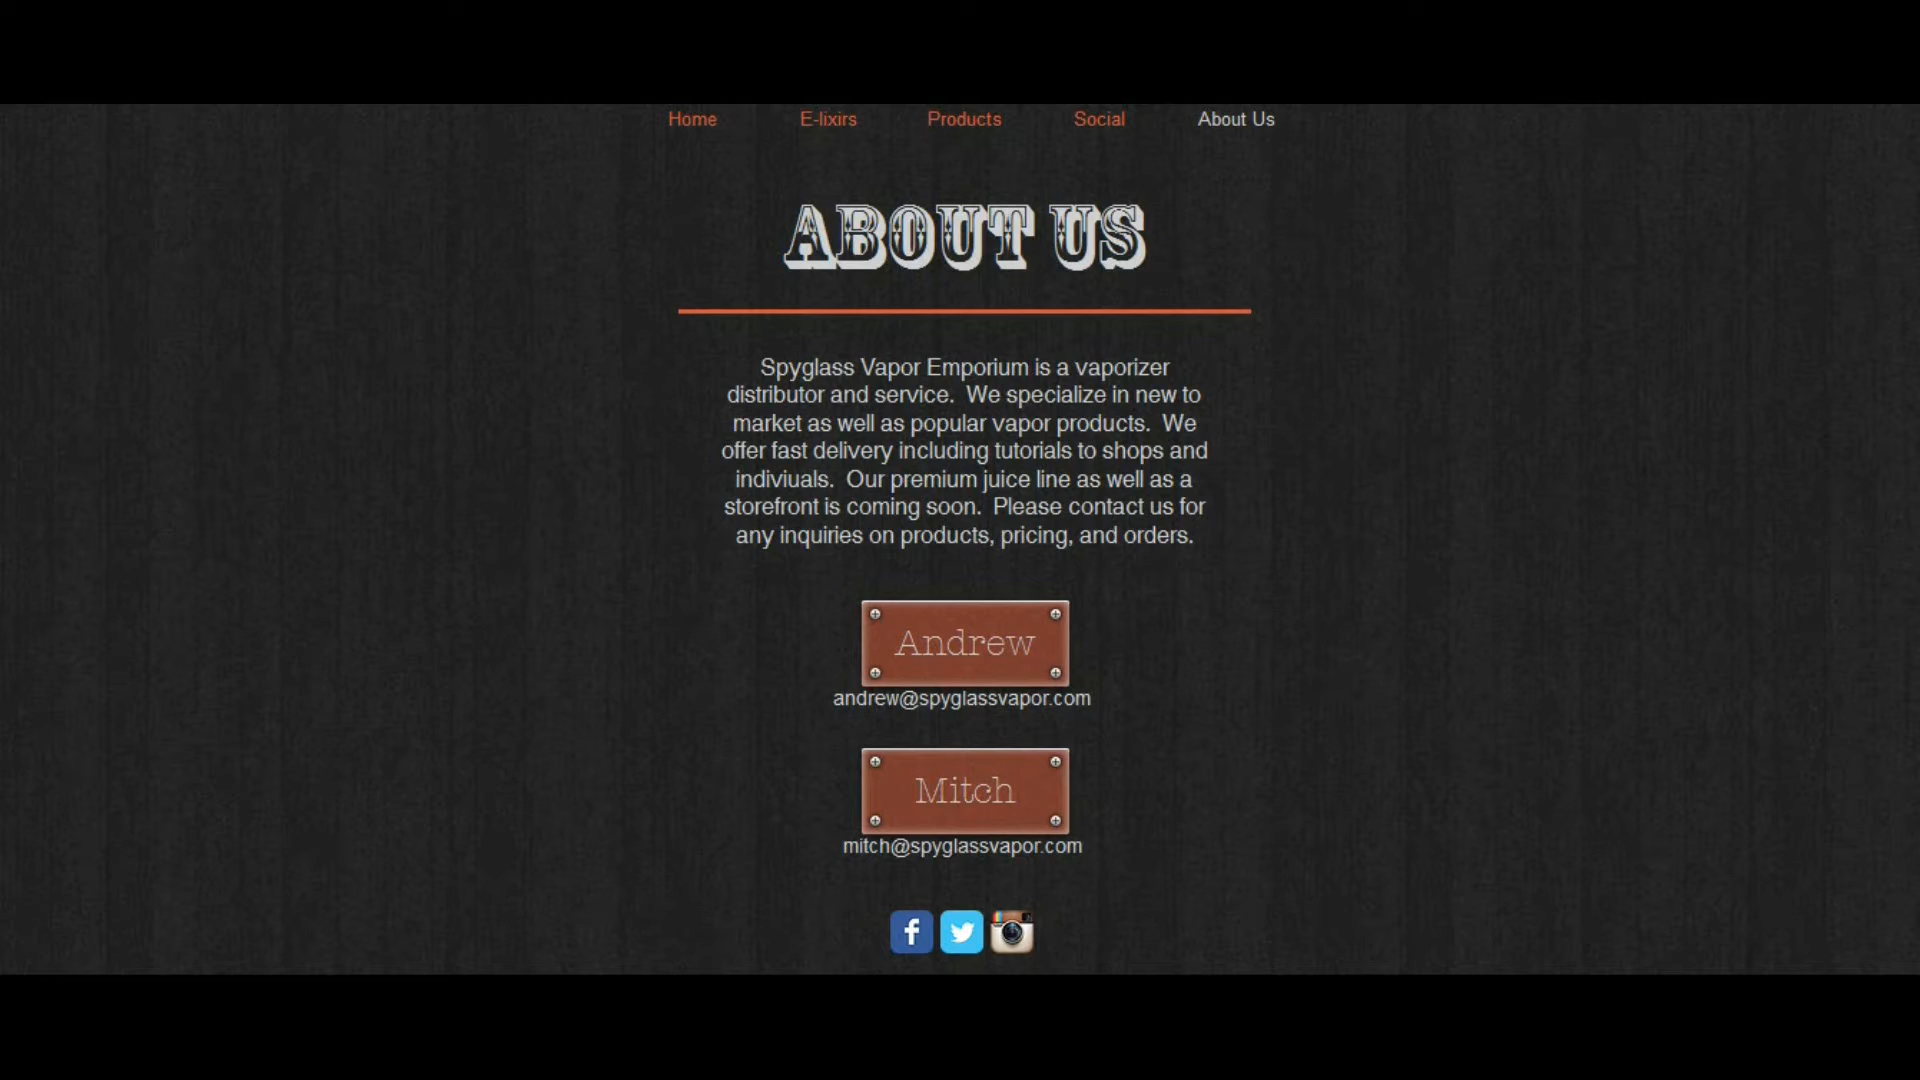 Home E-lixirs Products Social About Us
ABOUT US
Spyglass Vapor Emporium is a vaporizer
distributor and service. We specialize in new to
market as well as popular vapor products. We
offer fast delivery including tutorials to shops and
indiviuals. Our premium juice line as well as a
storefront is coming soon. Please contact us for
any inquiries on products, pricing, and orders.
Andrew
andrew@spyglassvapor.com
Mitch
mitch@spyglassvapor.com